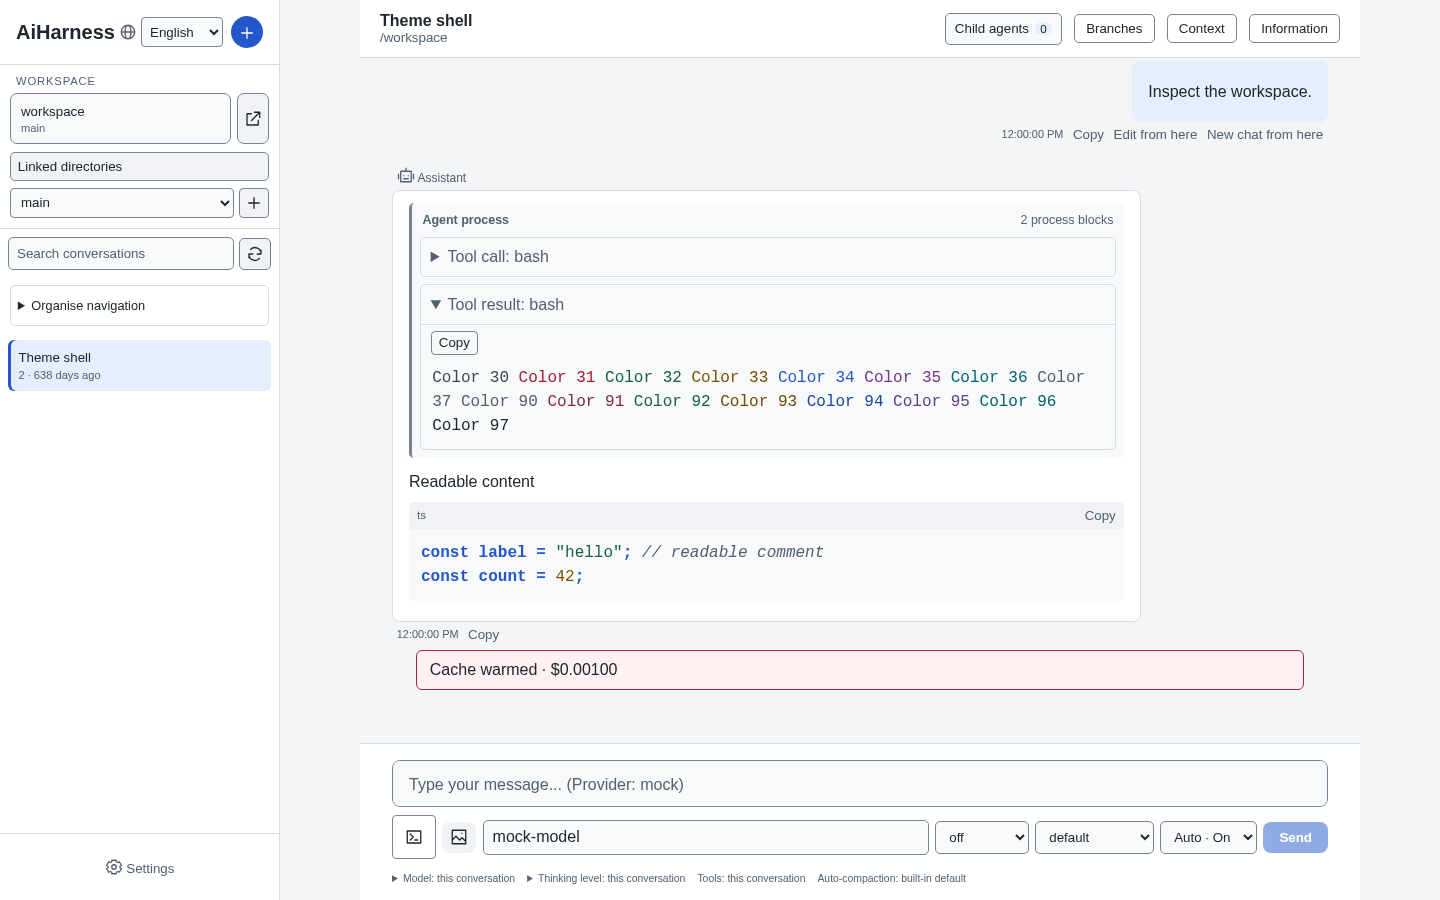 AiHarness English
WORKSPACE
workspace
main
Linked directories
main
Search conversations
Organise navigation
Theme shell
2 · 638 days ago
Settings
Theme shell
/workspace
Child agents 0 Branches Context Information
Inspect the workspace.
12:00:00 PM Copy Edit from here New chat from here
Assistant
Agent process 2 process blocks
Tool call: bash
Tool result: bash
Copy
Color 30 Color 31 Color 32 Color 33 Color 34 Color 35 Color 36 Color
37 Color 90 Color 91 Color 92 Color 93 Color 94 Color 95 Color 96
Color 97
Readable content
ts Copy
const label = "hello"; // readable comment
const count = 42;
12:00:00 PM Copy
Cache warmed · $0.00100
Type your message... (Provider: mock)
mock-model off default Auto · On Send
Model: this conversation Thinking level: this conversation Tools: this conversation Auto-compaction: built-in default